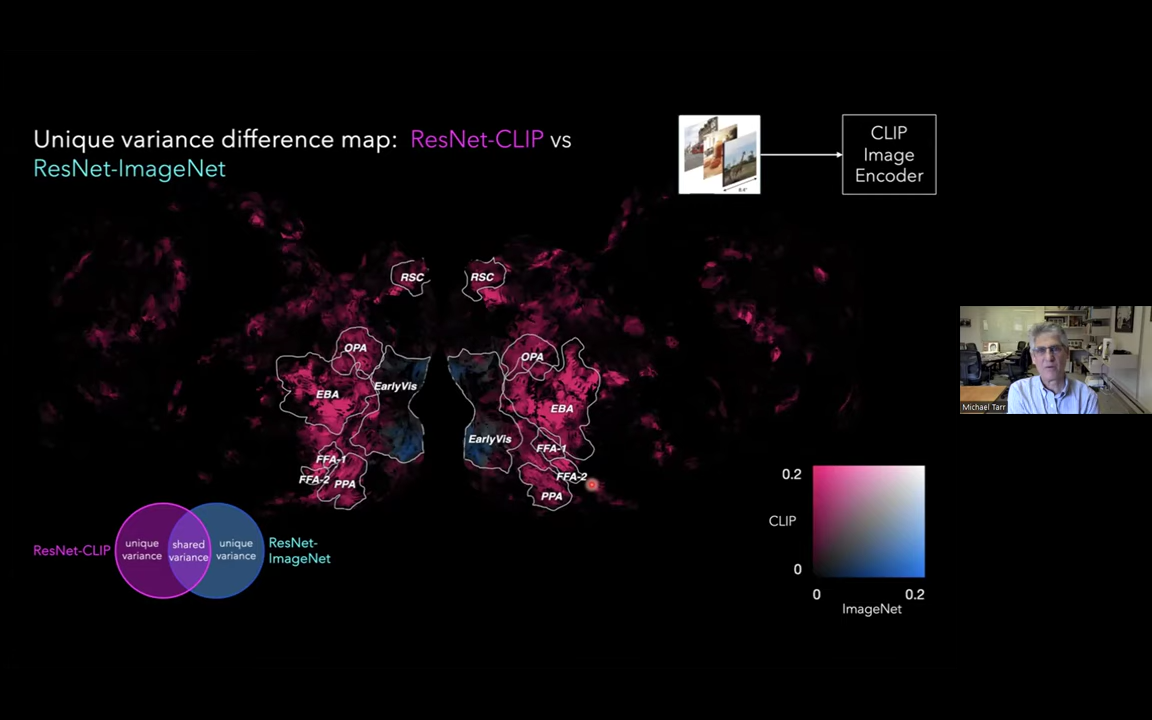 Unique variance difference map: ResNet-CLIP vs
ResNet-ImageNet
CLIP
Image
Encoder
RSC
RSC
OPA
OPA
EarlyVis
EBA
EBA
EarlyVis
FFA-1
FFA-1
FFA-2
PPA
FFA-2
PPA
Michael Tarr
0.2
CLIP
0
0
0.2
ImageNet
ResNet-CLIP
unique
variance
shared
variance
unique
variance
ResNet-
ImageNet